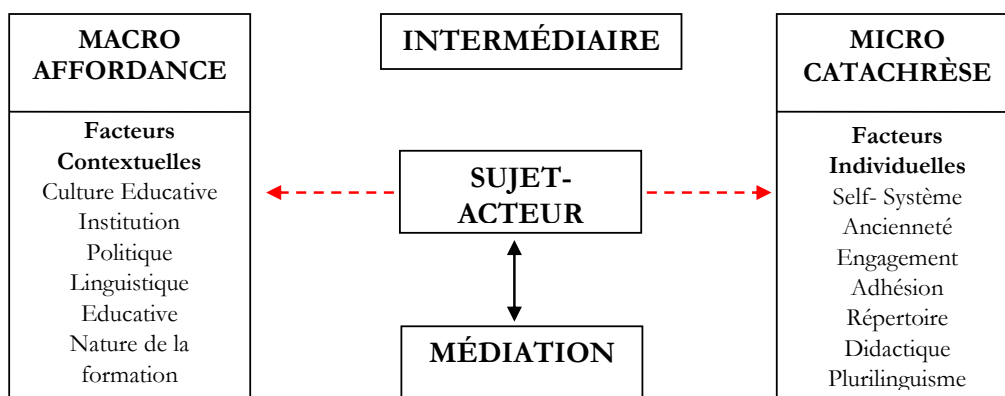 MACRO
AFFORDANCE
Facteurs
Contextuelles
Culture Educative
Institution
Politique
Linguistique
Educative
Nature de la
formation
INTERMÉDIAIRE
SUJET-
ACTEUR
MÉDIATION
MICRO
CATACHRÈSE
Facteurs
Individuelles
Self- Système
Ancienneté
Engagement
Adhésion
Répertoire
Didactique
Plurilinguisme